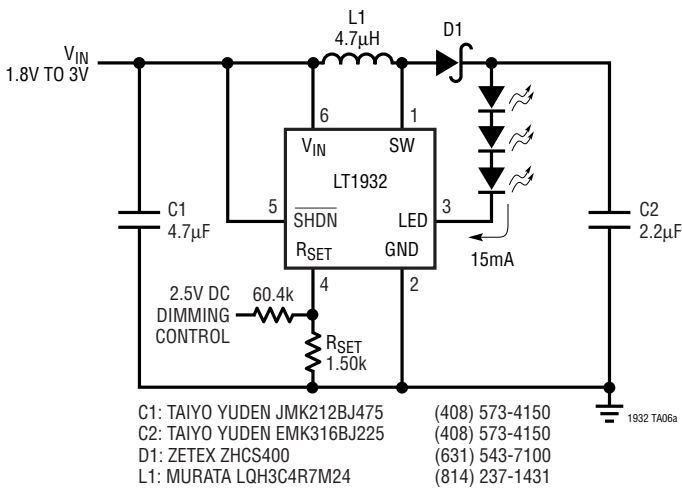 L1
4.7µH
D1
VIN
1.8V TO 3V
6
1
VIN
SW
LT1932
C1
4.7µF
5
SHDN
LED
3
C2
2.2µF
RSET
GND
15mA
4
2
2.5V DC
DIMMING
CONTROL
60.4k
RSET
1.50k
C1: TAIYO YUDEN JMK212BJ475 (408) 573-4150
C2: TAIYO YUDEN EMK316BJ225 (408) 573-4150
D1: ZETEX ZHCS400 (631) 543-7100
L1: MURATA LQH3C4R7M24 (814) 237-1431
1932 TA06a